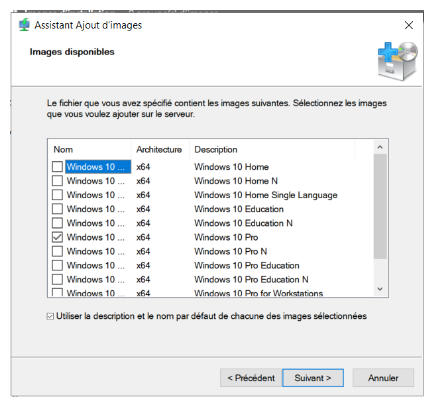 Assistant Ajout d'images
Images disponibles
Le fichier que vous avez spécifié contient les images suivantes. Sélectionnez les images
que vous voulez ajouter sur le serveur.
Nom Architecture Description
Windows 10 ... x64 Windows 10 Home
Windows 10 ... x64 Windows 10 Home N
Windows 10 ... x64 Windows 10 Home Single Language
Windows 10 ... x64 Windows 10 Education
Windows 10 ... x64 Windows 10 Education N
Windows 10 ... x64 Windows 10 Pro
Windows 10 ... x64 Windows 10 Pro N
Windows 10 ... x64 Windows 10 Pro Education
Windows 10 ... x64 Windows 10 Pro Education N
Windows 10 ... x64 Windows 10 Pro for Workstations
Utiliser la description et le nom par défaut de chacune des images sélectionnées
< Précédent Suivant > Annuler